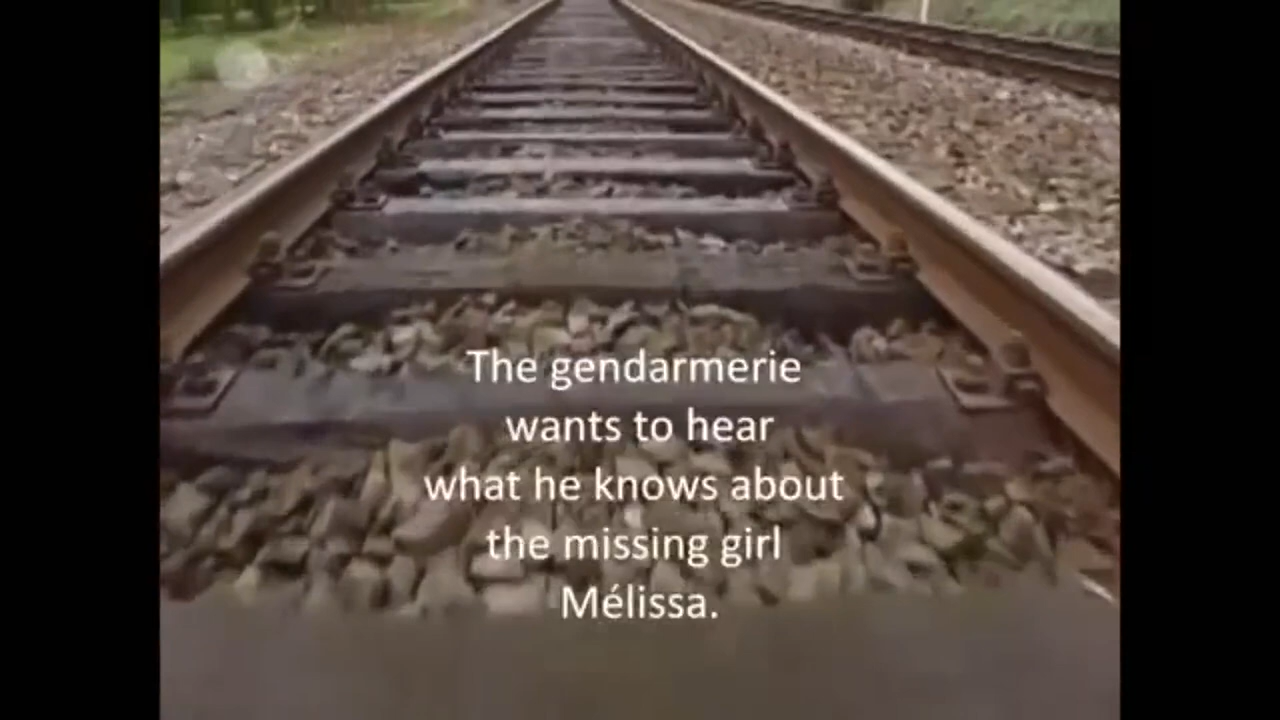 The gendarmerie
wants to hear
what he knows about
the missing girl
Mélissa.